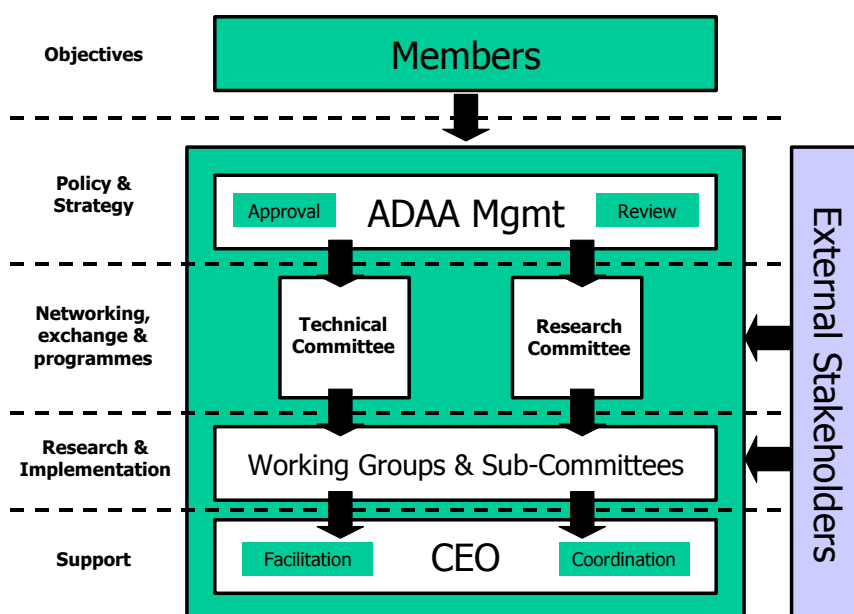 Objectives
Members
Policy &
Strategy
Approval
ADAA Mgmt
Review
Networking,
exchange &
programmes
Technical
Committee
Research
Committee
Research &
Implementation
Working Groups & Sub-Committees
Support
Facilitation
CEO
Coordination
External Stakeholders